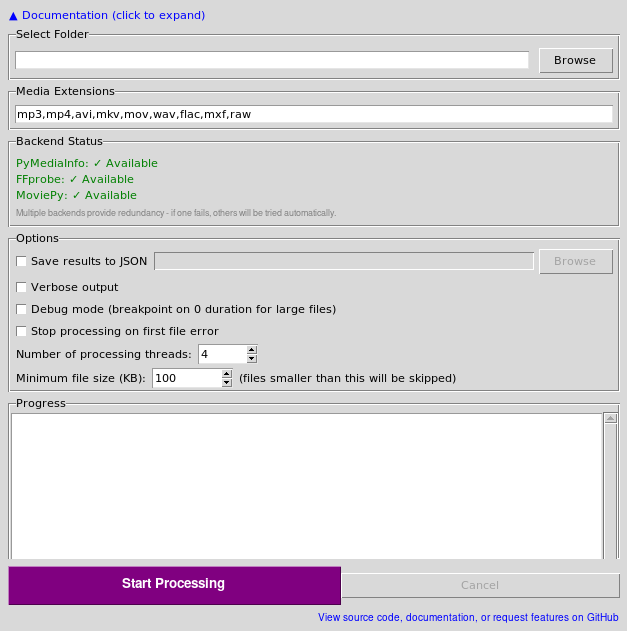 ▲ Documentation (click to expand)
Select Folder
Browse
Media Extensions
mp3,mp4,avi,mkv,mov,wav,flac,mxf,raw
Backend Status
PyMediaInfo: ✓ Available
FFprobe: ✓ Available
MoviePy: ✓ Available
Multiple backends provide redundancy - if one fails, others will be tried automatically.
Options
Save results to JSON Browse
Verbose output
Debug mode (breakpoint on 0 duration for large files)
Stop processing on first file error
Number of processing threads: 4
Minimum file size (KB): 100 (files smaller than this will be skipped)
Progress
Start Processing Cancel
View source code, documentation, or request features on GitHub